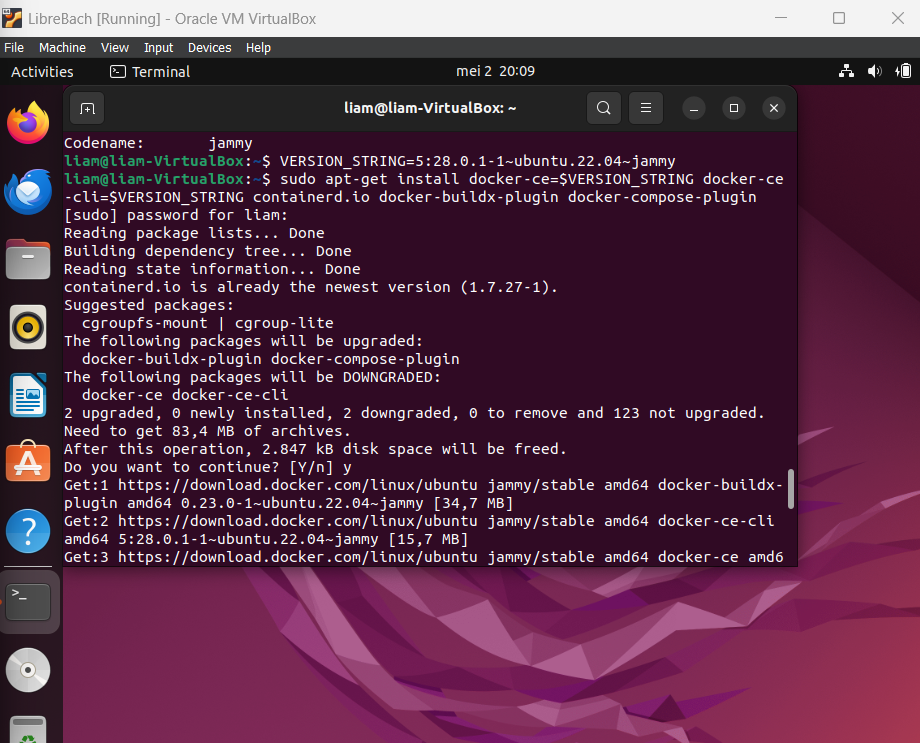 LibreBach [Running] - Oracle VM VirtualBox
File Machine View Input Devices Help
Activities Terminal mei 2 20:09
liam@liam-VirtualBox: ~
Codename: jammy
liam@liam-VirtualBox:~$ VERSION_STRING=5:28.0.1-1~ubuntu.22.04~jammy
liam@liam-VirtualBox:~$ sudo apt-get install docker-ce=$VERSION_STRING docker-ce
-cli=$VERSION_STRING containerd.io docker-buildx-plugin docker-compose-plugin
[sudo] password for liam:
Reading package lists... Done
Building dependency tree... Done
Reading state information... Done
containerd.io is already the newest version (1.7.27-1).
Suggested packages:
cgroupfs-mount | cgroup-lite
The following packages will be upgraded:
docker-buildx-plugin docker-compose-plugin
The following packages will be DOWNGRADED:
docker-ce docker-ce-cli
2 upgraded, 0 newly installed, 2 downgraded, 0 to remove and 123 not upgraded.
Need to get 83,4 MB of archives.
After this operation, 2.847 kB disk space will be freed.
Do you want to continue? [Y/n] y
Get:1 https://download.docker.com/linux/ubuntu jammy/stable amd64 docker-buildx-
plugin amd64 0.23.0-1~ubuntu.22.04~jammy [34,7 MB]
Get:2 https://download.docker.com/linux/ubuntu jammy/stable amd64 docker-ce-cli
amd64 5:28.0.1-1~ubuntu.22.04~jammy [15,7 MB]
Get:3 https://download.docker.com/linux/ubuntu jammy/stable amd64 docker-ce amd6